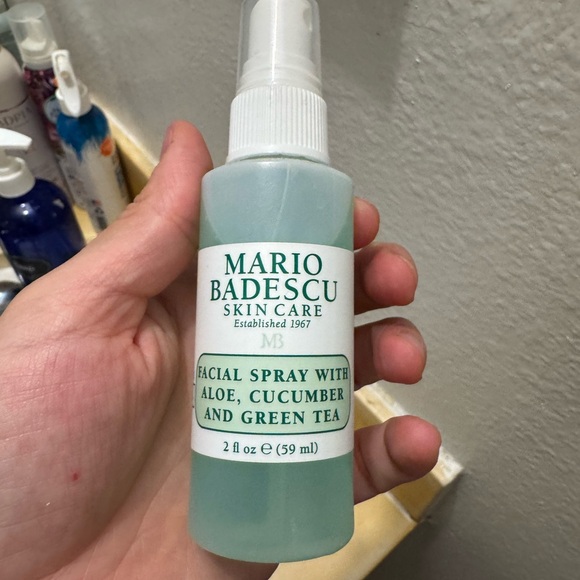 MARIO
BADESCU
SKIN CARE
Established 1967
MB
FACIAL SPRAY WITH
ALOE, CUCUMBER
AND GREEN TEA
2 fl oz ℮ (59 ml)